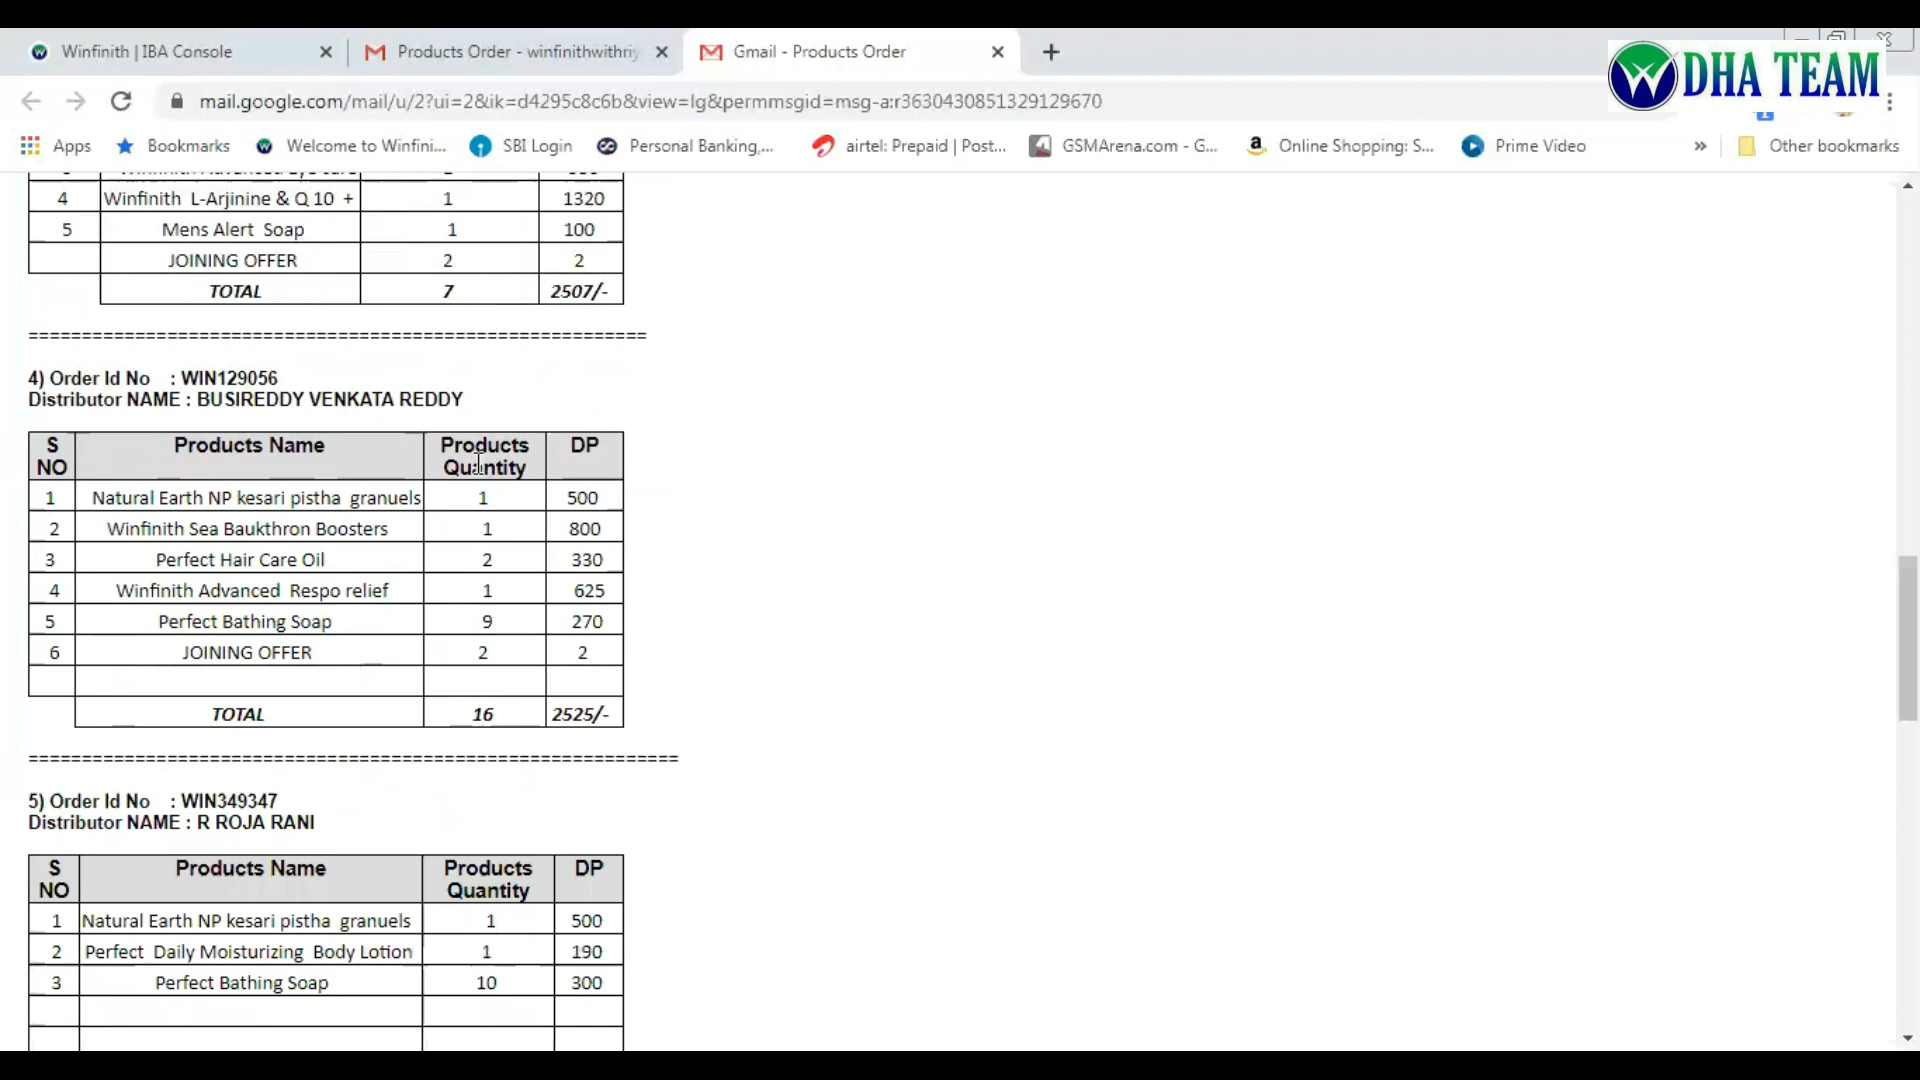 Winfinith | IBA Console
Products Order - winfinithwithriy
Gmail - Products Order
DHA TEAM
mail.google.com/mail/u/2?ui=2&ik=d4295c8c6b&view=lg&permmsgid=msg-a:r3630430851329129670
Apps Bookmarks Welcome to Winfini... SBI Login Personal Banking,... airtel: Prepaid | Post... GSMArena.com - G... Online Shopping: S... Prime Video » Other bookmarks
4 Winfinith L-Arjinine & Q 10 + 1 1320
5 Mens Alert Soap 1 100
JOINING OFFER 2 2
TOTAL 7 2507/-
==========================================================
4) Order Id No : WIN129056
Distributor NAME : BUSIREDDY VENKATA REDDY
S NO Products Name Products Quantity DP
1 Natural Earth NP kesari pistha granuels 1 500
2 Winfinith Sea Baukthron Boosters 1 800
3 Perfect Hair Care Oil 2 330
4 Winfinith Advanced Respo relief 1 625
5 Perfect Bathing Soap 9 270
6 JOINING OFFER 2 2
TOTAL 16 2525/-
=============================================================
5) Order Id No : WIN349347
Distributor NAME : R ROJA RANI
S NO Products Name Products Quantity DP
1 Natural Earth NP kesari pistha granuels 1 500
2 Perfect Daily Moisturizing Body Lotion 1 190
3 Perfect Bathing Soap 10 300